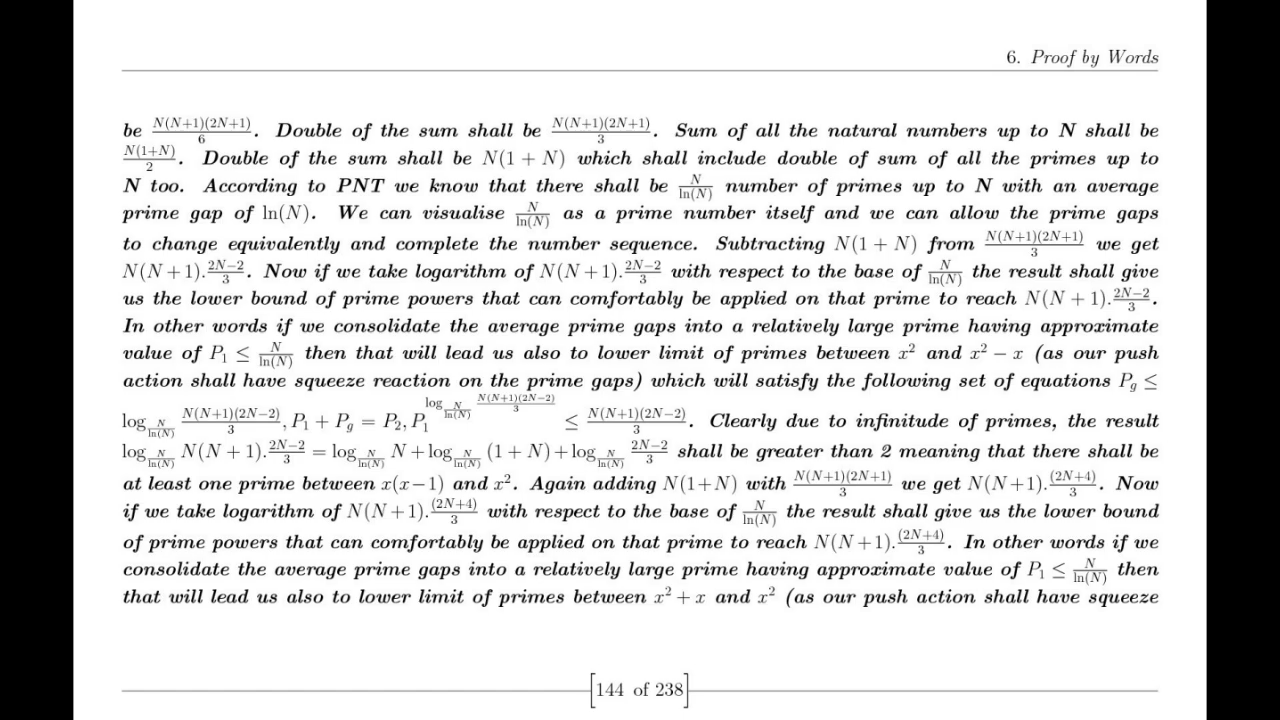 6. Proof by Words
be N(N+1)(2N+1)/6. Double of the sum shall be N(N+1)(2N+1)/3. Sum of all the natural numbers up to N shall be
N(1+N)/2. Double of the sum shall be N(1 + N) which shall include double of sum of all the primes up to
N too. According to PNT we know that there shall be N/ln(N) number of primes up to N with an average
prime gap of ln(N). We can visualise N/ln(N) as a prime number itself and we can allow the prime gaps
to change equivalently and complete the number sequence. Subtracting N(1 + N) from N(N+1)(2N+1)/3 we get
N(N + 1).2N−2/3. Now if we take logarithm of N(N + 1).2N−2/3 with respect to the base of N/ln(N) the result shall give
us the lower bound of prime powers that can comfortably be applied on that prime to reach N(N + 1).2N−2/3.
In other words if we consolidate the average prime gaps into a relatively large prime having approximate
value of P₁ ≤ N/ln(N) then that will lead us also to lower limit of primes between x² and x² − x (as our push
action shall have squeeze reaction on the prime gaps) which will satisfy the following set of equations P_g ≤
log_{N/ln(N)} N(N+1)(2N−2)/3, P₁ + P_g = P₂, P₁^{log_{N/ln(N)} N(N+1)(2N−2)/3} ≤ N(N+1)(2N−2)/3. Clearly due to infinitude of primes, the result
log_{N/ln(N)} N(N + 1).2N−2/3 = log_{N/ln(N)} N + log_{N/ln(N)} (1 + N) + log_{N/ln(N)} 2N−2/3 shall be greater than 2 meaning that there shall be
at least one prime between x(x−1) and x². Again adding N(1+N) with N(N+1)(2N+1)/3 we get N(N+1).(2N+4)/3. Now
if we take logarithm of N(N+1).(2N+4)/3 with respect to the base of N/ln(N) the result shall give us the lower bound
of prime powers that can comfortably be applied on that prime to reach N(N + 1).(2N+4)/3. In other words if we
consolidate the average prime gaps into a relatively large prime having approximate value of P₁ ≤ N/ln(N) then
that will lead us also to lower limit of primes between x² + x and x² (as our push action shall have squeeze
144 of 238